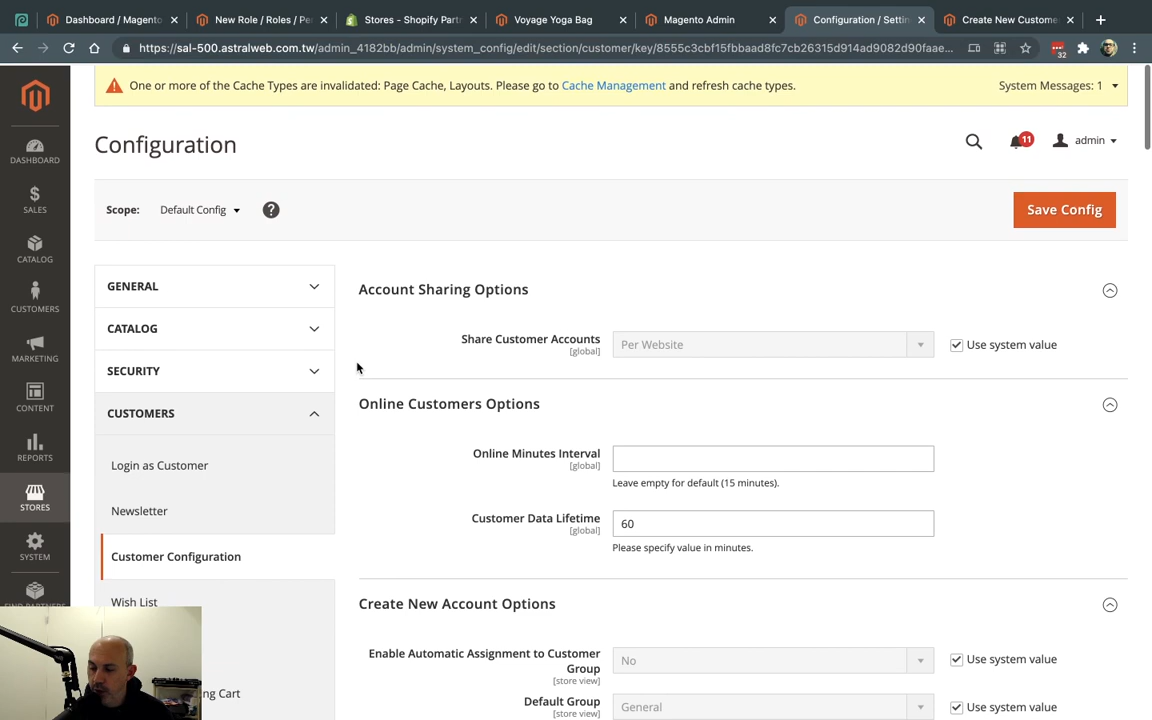 Dashboard / Magento
New Role / Roles / Pe
Stores - Shopify Part
Voyage Yoga Bag
Magento Admin
Configuration / Settin
Create New Custome
https://sal-500.astralweb.com.tw/admin_4182bb/admin/system_config/edit/section/customer/key/8555c3cbf15fbbaad8fc7cb26315d914ad9082d90faae...
32
One or more of the Cache Types are invalidated: Page Cache, Layouts. Please go to Cache Management and refresh cache types.
System Messages: 1
Configuration
11
admin
Scope:
Default Config
?
Save Config
DASHBOARD
SALES
CATALOG
CUSTOMERS
MARKETING
CONTENT
REPORTS
STORES
SYSTEM
FIND PARTNERS
GENERAL
CATALOG
SECURITY
CUSTOMERS
Login as Customer
Newsletter
Customer Configuration
Wish List
ng Cart
Account Sharing Options
Share Customer Accounts
[global]
Per Website
Use system value
Online Customers Options
Online Minutes Interval
[global]
Leave empty for default (15 minutes).
Customer Data Lifetime
[global]
60
Please specify value in minutes.
Create New Account Options
Enable Automatic Assignment to Customer
Group
[store view]
No
Use system value
Default Group
[store view]
General
Use system value